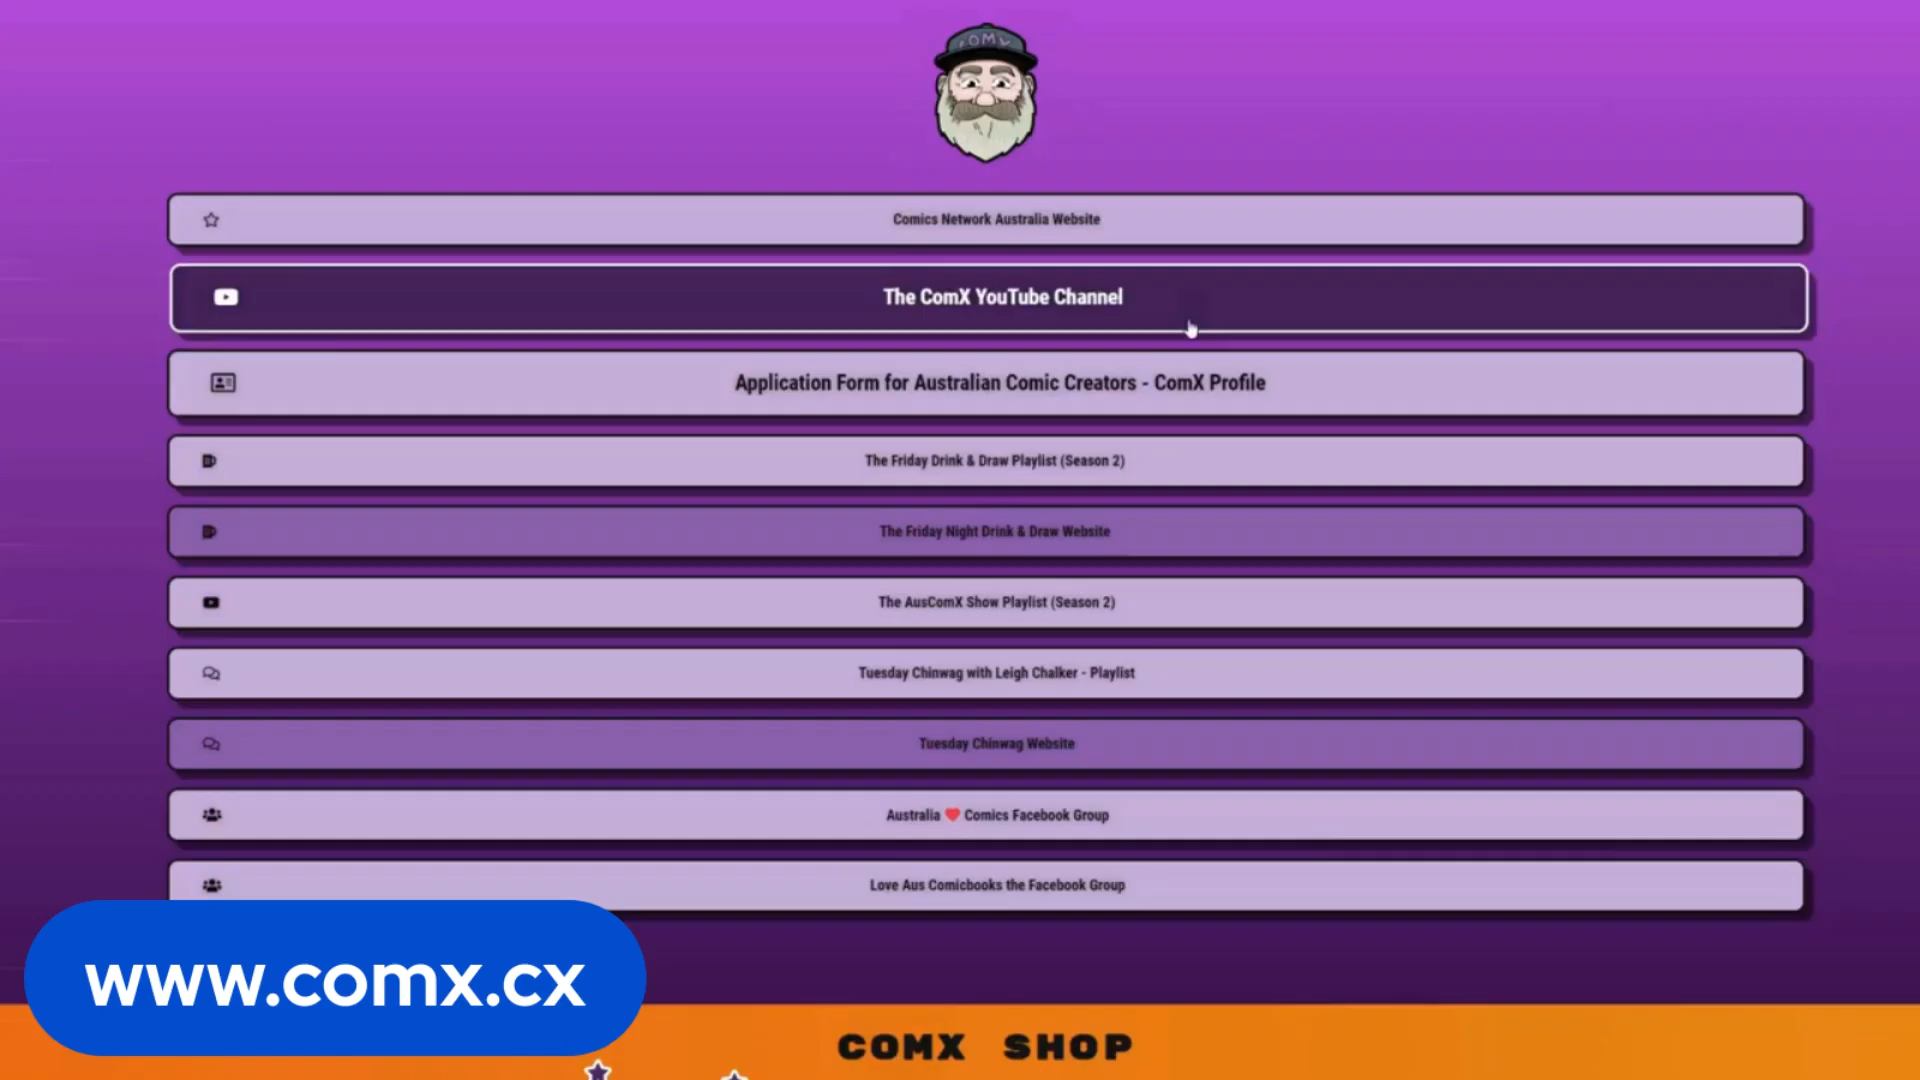 COMX
Comics Network Australia Website
The ComX YouTube Channel
Application Form for Australian Comic Creators - ComX Profile
The Friday Drink & Draw Playlist (Season 2)
The Friday Night Drink & Draw Website
The AusComX Show Playlist (Season 2)
Tuesday Chinwag with Leigh Chalker - Playlist
Tuesday Chinwag Website
Australia ❤️ Comics Facebook Group
Love Aus Comicbooks the Facebook Group
www.comx.cx
COMX SHOP